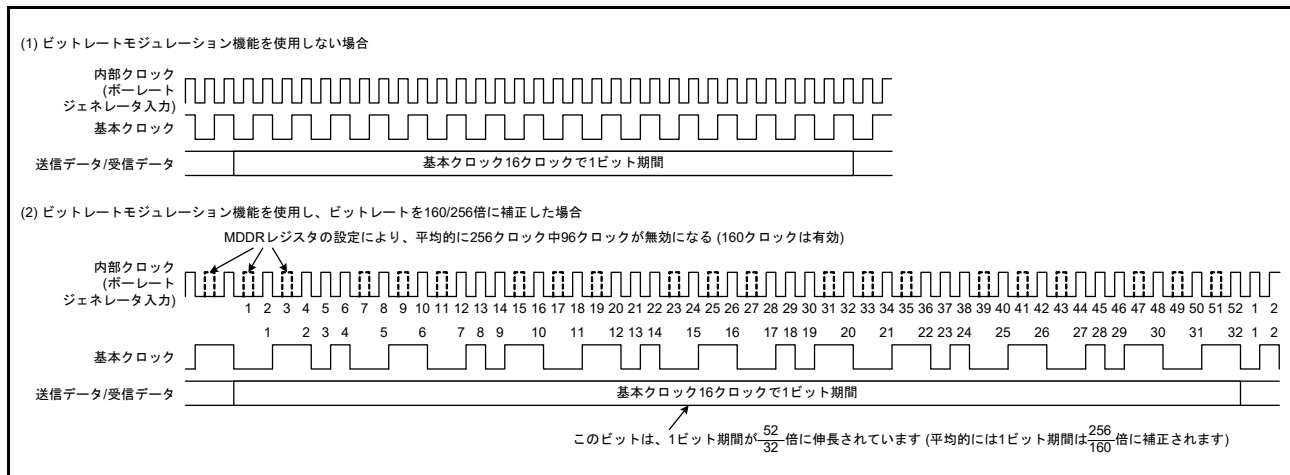 (1) ビットレートモジュレーション機能を使用しない場合
内部クロック
(ボーレート
ジェネレータ入力)
基本クロック
送信データ/受信データ
基本クロック16クロックで1ビット期間
(2) ビットレートモジュレーション機能を使用し、ビットレートを160/256倍に補正した場合
MDDRレジスタの設定により、平均的に256クロック中96クロックが無効になる (160クロックは有効)
内部クロック
(ボーレート
ジェネレータ入力)
1 2 3 4 5 6 7 8 9 10 11 12 13 14 15 16 17 18 19 20 21 22 23 24 25 26 27 28 29 30 31 32 33 34 35 36 37 38 39 40 41 42 43 44 45 46 47 48 49 50 51 52 1 2
1 2 3 4 5 6 7 8 9 10 11 12 13 14 15 16 17 18 19 20 21 22 23 24 25 26 27 28 29 30 31 32 1 2
基本クロック
送信データ/受信データ
基本クロック16クロックで1ビット期間
このビットは、1ビット期間が52/32倍に伸長されています (平均的には1ビット期間は256/160倍に補正されます)